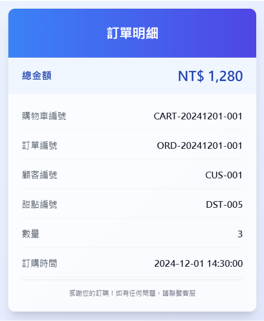 訂單明細
總金額 NT$ 1,280
購物車編號 CART-20241201-001
訂單編號 ORD-20241201-001
顧客編號 CUS-001
甜點編號 DST-005
數量 3
訂購時間 2024-12-01 14:30:00
感謝您的訂購！如有任何問題，請聯繫客服